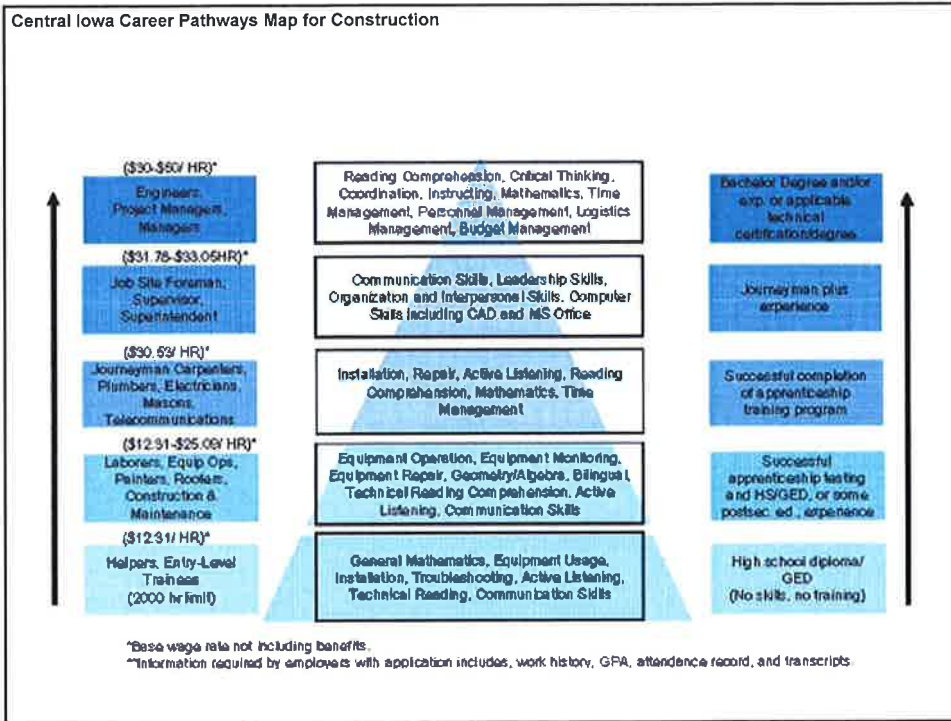 Central Iowa Career Pathways Map for Construction
($30-$60/ HR)*
Engineers,
Project Managers,
Managers
Reading Comprehension, Critical Thinking,
Coordination, Instructing, Mathematics, Time
Management, Personnel Management, Logistics
Management, Budget Management
Bachelor Degree and/or
exp. or applicable
technical
certification/degree
($31.78-$33.05HR)*
Job Site Foreman,
Supervisor,
Superintendent
Communication Skills, Leadership Skills,
Organization and Interpersonal Skills. Computer
Skills including CAD and MS Office
Journeyman plus
experience
($30.53/ HR)*
Journeyman Carpenters,
Plumbers, Electricians,
Masons,
Telecommunications
Installation, Repair, Active Listening, Reading
Comprehension, Mathematics, Time
Management
Successful completion
of apprenticeship
training program
($12.31-$25.09/ HR)*
Laborers, Equip Ops,
Painters, Roofers,
Construction &
Maintenance
Equipment Operation, Equipment Monitoring,
Equipment Repair, Geometry/Algebra, Bilingual,
Technical Reading Comprehension, Active
Listening, Communication Skills
Successful
apprenticeship testing
and HS/GED, or some
postsec. ed., experience
($12.31/ HR)*
Helpers, Entry-Level
Trainees
(2000 hr limit)
General Mathematics, Equipment Usage,
Installation, Troubleshooting, Active Listening,
Technical Reading, Communication Skills
High school diploma/
GED
(No skills, no training)
*Base wage rate not including benefits.
**Information required by employers with application includes, work history, GPA, attendance record, and transcripts.